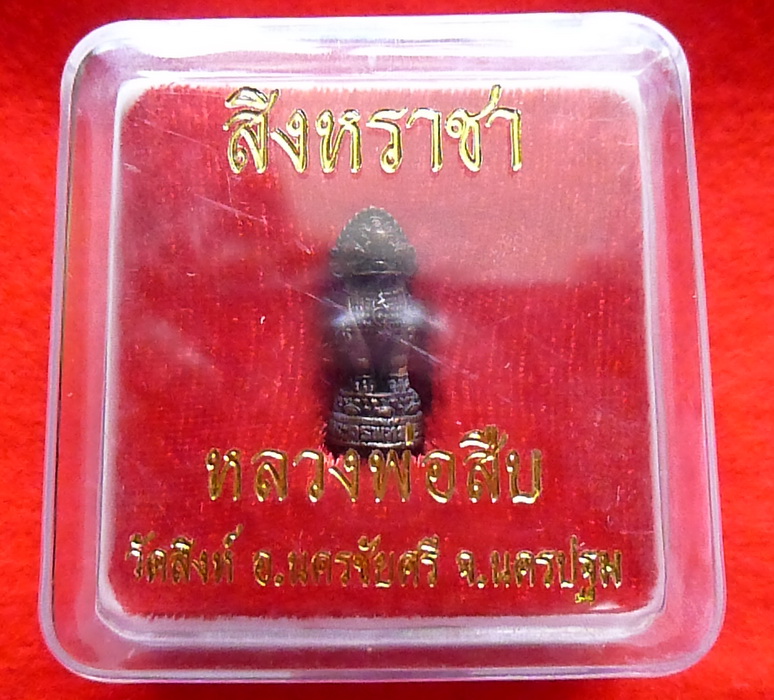 สิงหราชา
หลวงพ่อสืบ
วัดสิงห์ อ.นครชัยศรี จ.นครปฐม